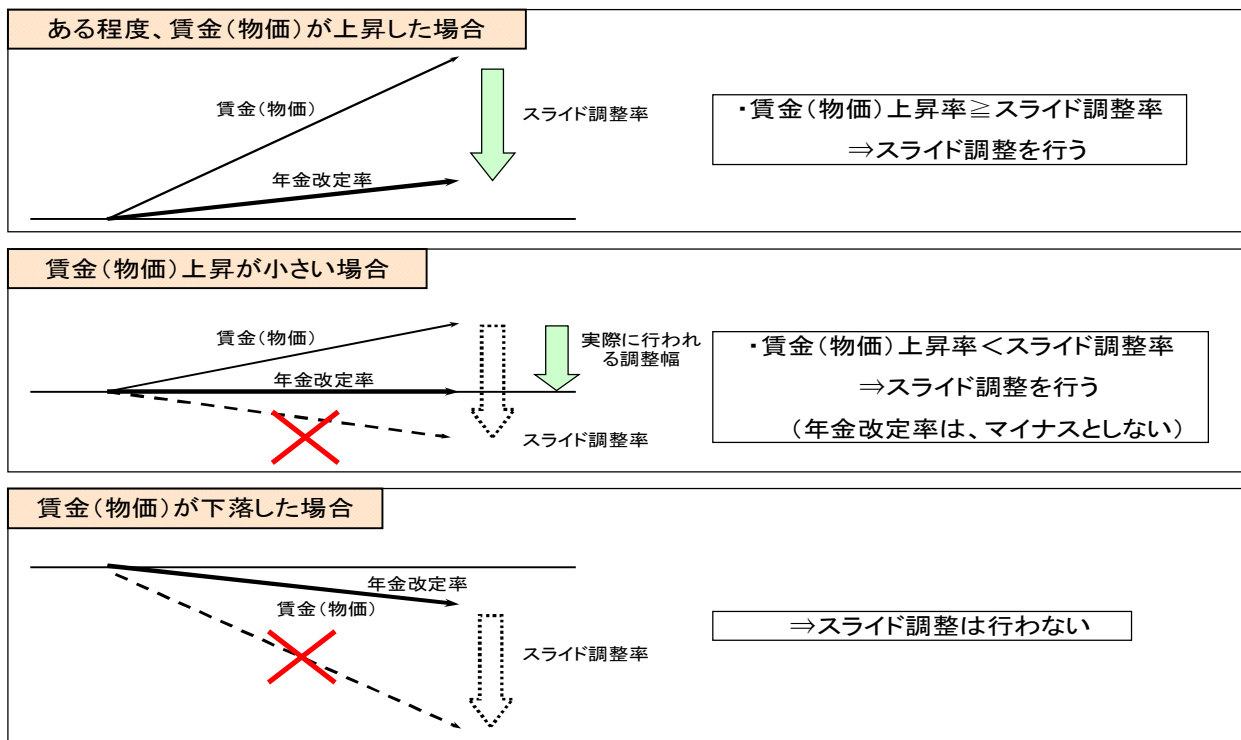 ある程度、賃金（物価）が上昇した場合
賃金（物価）
スライド調整率
年金改定率
・賃金（物価）上昇率≧スライド調整率
⇒スライド調整を行う
賃金（物価）上昇が小さい場合
賃金（物価）
年金改定率
スライド調整率
実際に行われ
る調整幅
・賃金（物価）上昇率＜スライド調整率
⇒スライド調整を行う
（年金改定率は、マイナスとしない）
賃金（物価）が下落した場合
年金改定率
賃金（物価）
スライド調整率
⇒スライド調整は行わない